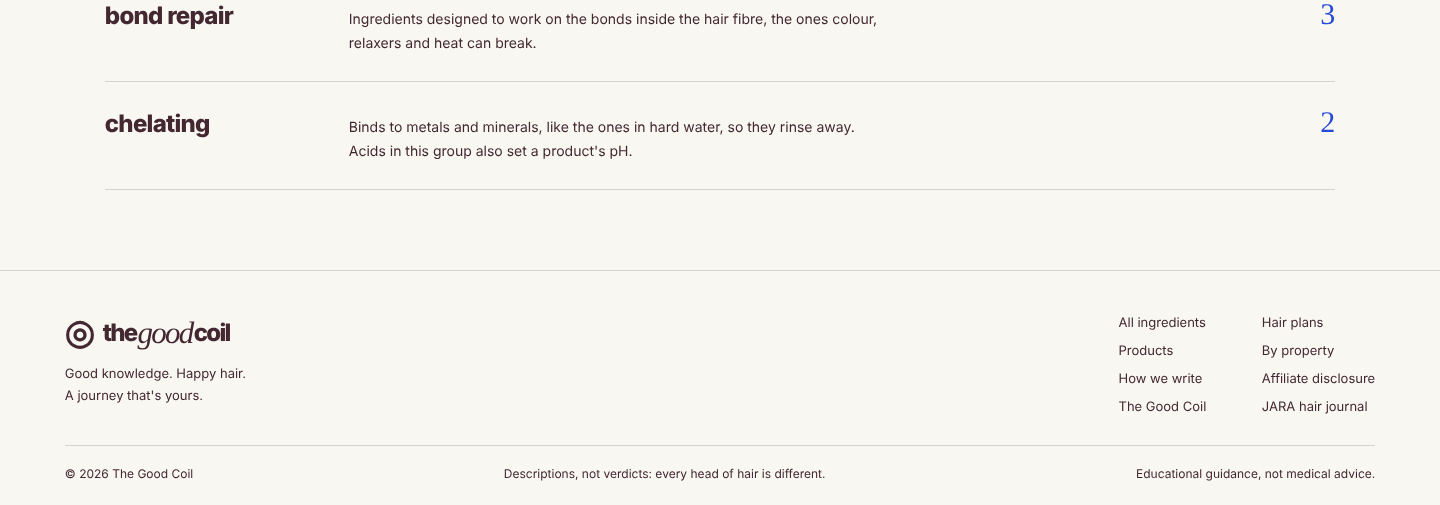 bond repair
Ingredients designed to work on the bonds inside the hair fibre, the ones colour,
relaxers and heat can break.
3
chelating
Binds to metals and minerals, like the ones in hard water, so they rinse away.
Acids in this group also set a product's pH.
2
thegoodcoil
Good knowledge. Happy hair.
A journey that's yours.
All ingredients
Products
How we write
The Good Coil
Hair plans
By property
Affiliate disclosure
JARA hair journal
© 2026 The Good Coil
Descriptions, not verdicts: every head of hair is different.
Educational guidance, not medical advice.